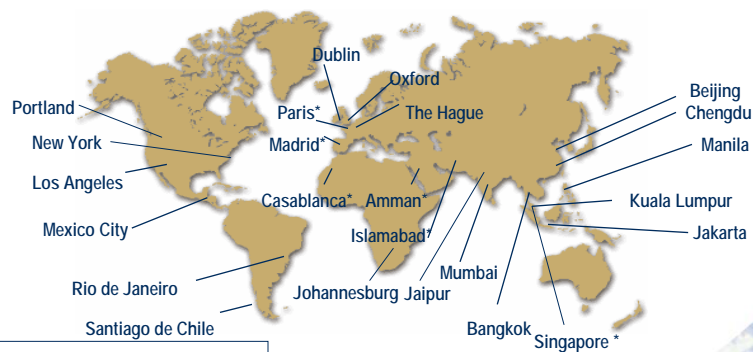 Dublin
Oxford
Portland
Paris*
The Hague
Beijing
Chengdu
New York
Madrid*
Manila
Los Angeles
Casablanca*
Amman*
Kuala Lumpur
Mexico City
Islamabad*
Jakarta
Rio de Janeiro
Johannesburg
Jaipur
Mumbai
Santiago de Chile
Bangkok
Singapore *